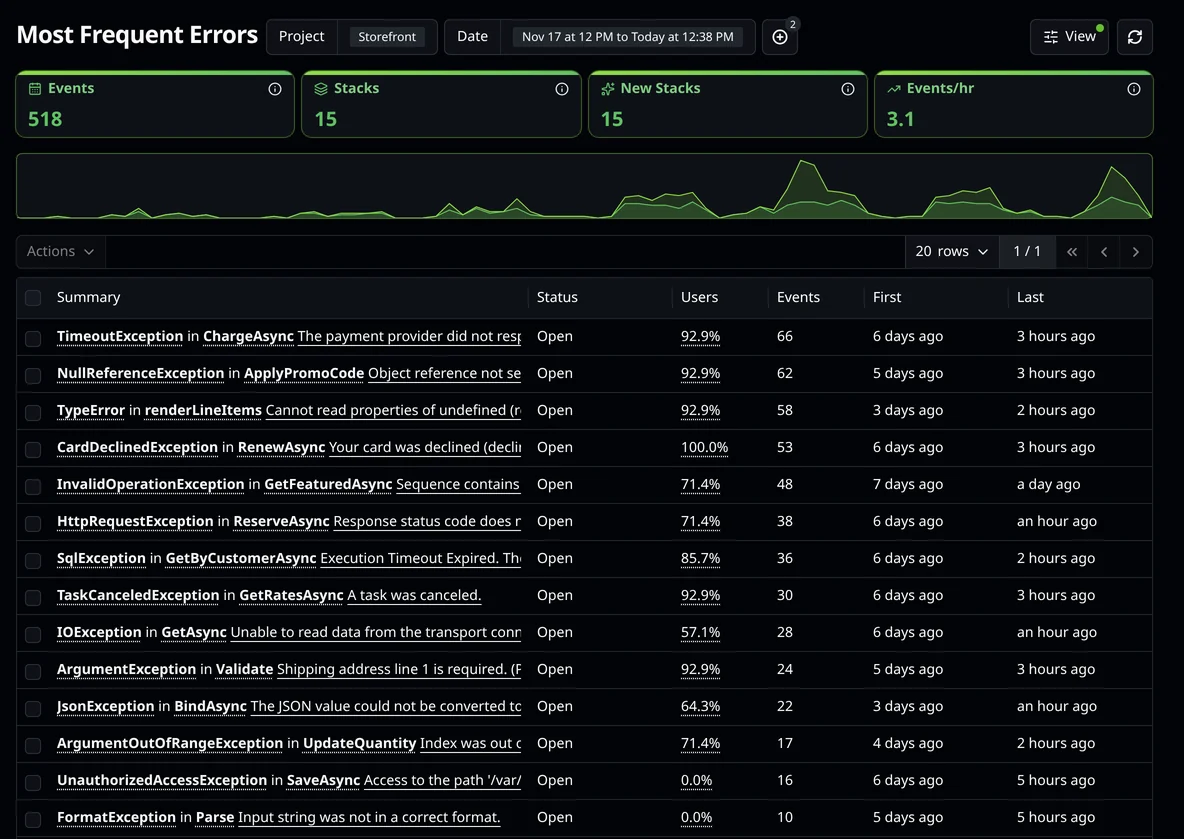 Most Frequent Errors Project Storefront Date Nov 17 at 12 PM to Today at 12:38 PM 2 View
Events Stacks New Stacks Events/hr
518 15 15 3.1
Actions 20 rows 1 / 1
Summary Status Users Events First Last
TimeoutException in ChargeAsync The payment provider did not resp Open 92.9% 66 6 days ago 3 hours ago
NullReferenceException in ApplyPromoCode Object reference not se Open 92.9% 62 5 days ago 3 hours ago
TypeError in renderLineItems Cannot read properties of undefined (r Open 92.9% 58 3 days ago 2 hours ago
CardDeclinedException in RenewAsync Your card was declined (declin Open 100.0% 53 6 days ago 3 hours ago
InvalidOperationException in GetFeaturedAsync Sequence contains Open 71.4% 48 7 days ago a day ago
HttpRequestException in ReserveAsync Response status code does n Open 71.4% 38 6 days ago an hour ago
SqlException in GetByCustomerAsync Execution Timeout Expired. The Open 85.7% 36 6 days ago 2 hours ago
TaskCanceledException in GetRatesAsync A task was canceled. Open 92.9% 30 6 days ago 3 hours ago
IOException in GetAsync Unable to read data from the transport conn Open 57.1% 28 6 days ago an hour ago
ArgumentException in Validate Shipping address line 1 is required. (P Open 92.9% 24 5 days ago 3 hours ago
JsonException in BindAsync The JSON value could not be converted to Open 64.3% 22 3 days ago an hour ago
ArgumentOutOfRangeException in UpdateQuantity Index was out o Open 71.4% 17 4 days ago 2 hours ago
UnauthorizedAccessException in SaveAsync Access to the path '/var/ Open 0.0% 16 6 days ago 5 hours ago
FormatException in Parse Input string was not in a correct format. Open 0.0% 10 5 days ago 5 hours ago